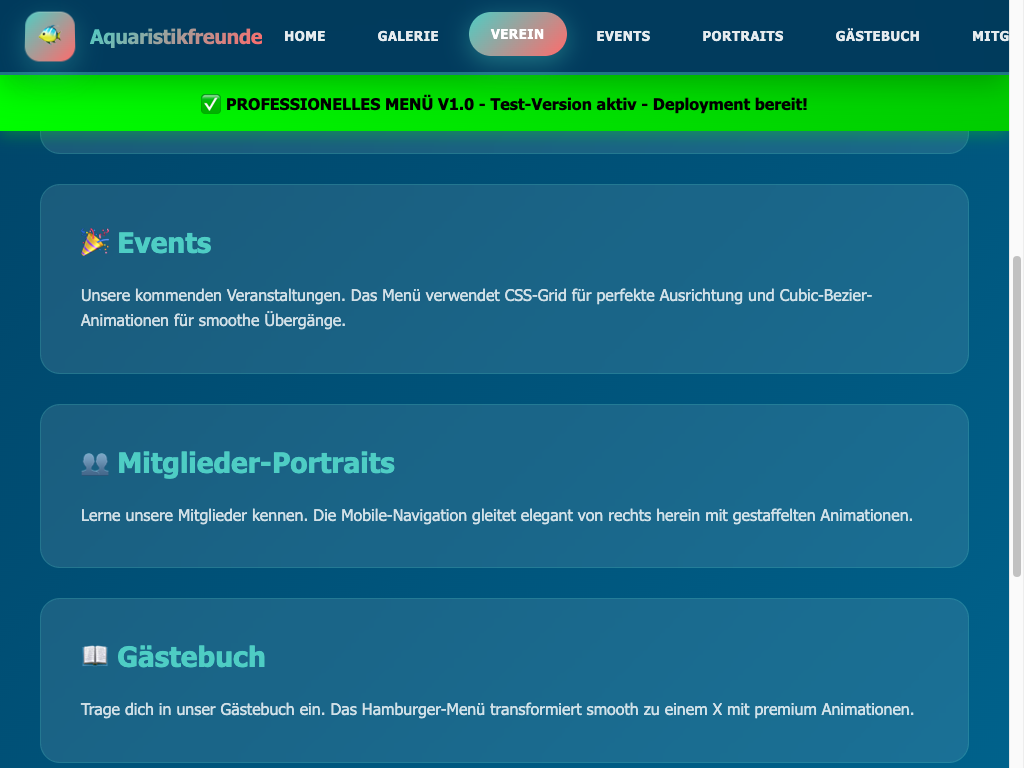 Aquaristikfreunde
HOME
GALERIE
VEREIN
EVENTS
PORTRAITS
GÄSTEBUCH
MITG
✅ PROFESSIONELLES MENÜ V1.0 - Test-Version aktiv - Deployment bereit!
🎉 Events
Unsere kommenden Veranstaltungen. Das Menü verwendet CSS-Grid für perfekte Ausrichtung und Cubic-Bezier-
Animationen für smoothe Übergänge.
👥 Mitglieder-Portraits
Lerne unsere Mitglieder kennen. Die Mobile-Navigation gleitet elegant von rechts herein mit gestaffelten Animationen.
📖 Gästebuch
Trage dich in unser Gästebuch ein. Das Hamburger-Menü transformiert smooth zu einem X mit premium Animationen.